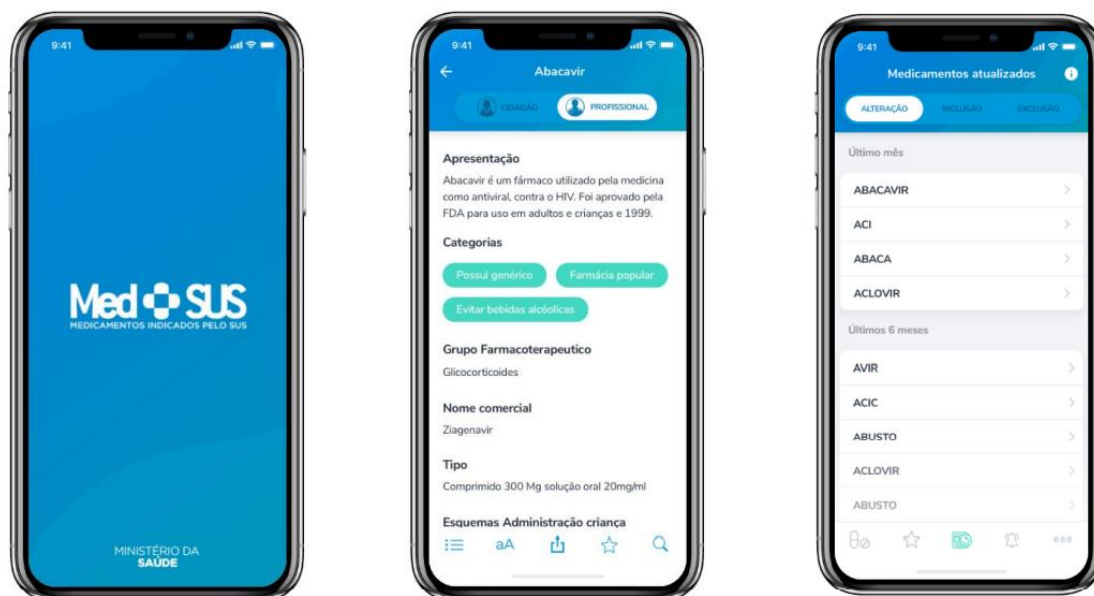 9:41
Med SUS
MEDICAMENTOS INDICADOS PELO SUS
MINISTÉRIO DA
SAÚDE
9:41
Abacavir
CIDADÃO
PROFISSIONAL
Apresentação
Abacavir é um fármaco utilizado pela medicina
como antiviral, contra o HIV. Foi aprovado pela
FDA para uso em adultos e crianças e 1999.
Categorias
Possui genérico
Farmácia popular
Evitar bebidas alcóolicas
Grupo Farmacoterapeutico
Glicocorticoides
Nome comercial
Ziagenavir
Tipo
Comprimido 300 Mg solução oral 20mg/ml
Esquemas Administração criança
aA
9:41
Medicamentos atualizados
ALTERAÇÃO
INCLUSÃO
EXCLUSÃO
Último mês
ABACAVIR
ACI
ABACA
ACLOVIR
Últimos 6 meses
AVIR
ACIC
ABUSTO
ACLOVIR
ABUSTO